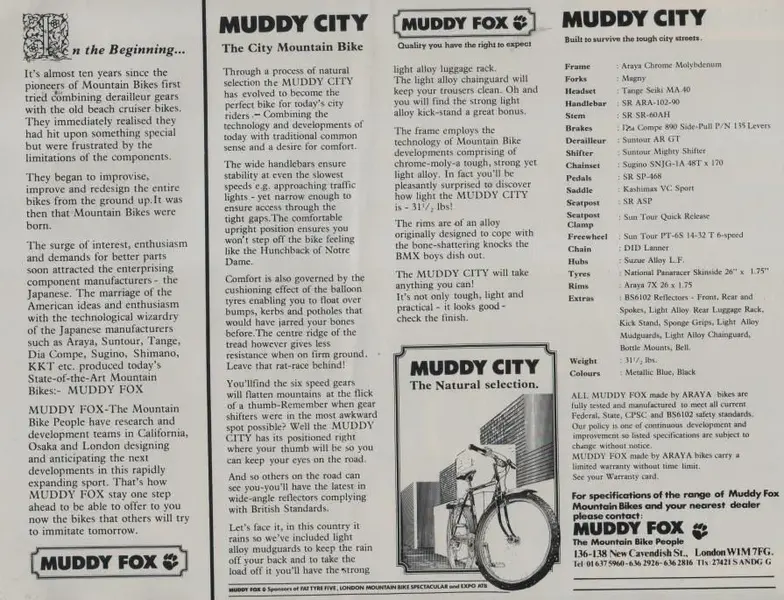 In the Beginning...
It's almost ten years since the
pioneers of Mountain Bikes first
tried combining derailleur gears
with the old beach cruiser bikes.
They immediately realised they
had hit upon something special
but were frustrated by the
limitations of the components.
They began to improvise,
improve and redesign the entire
bikes from the ground up.It was
then that Mountain Bikes were
born.
The surge of interest, enthusiasm
and demands for better parts
soon attracted the enterprising
component manufacturers - the
Japanese. The marriage of the
American ideas and enthusiasm
with the technological wizardry
of the Japanese manufacturers
such as Araya, Suntour, Tange,
Dia Compe, Sugino, Shimano,
KKT etc. produced today's
State-of-the-Art Mountain
Bikes:- MUDDY FOX
MUDDY FOX-The Mountain
Bike People have research and
development teams in California,
Osaka and London designing
and anticipating the next
developments in this rapidly
expanding sport. That's how
MUDDY FOX stay one step
ahead to be able to offer to you
now the bikes that others will try
to immitate tomorrow.
MUDDY FOX
MUDDY CITY
The City Mountain Bike
Through a process of natural
selection the MUDDY CITY
has evolved to become the
perfect bike for today's city
riders :- Combining the
technology and developments of
today with traditional common
sense and a desire for comfort.
The wide handlebars ensure
stability at even the slowest
speeds e.g. approaching traffic
lights - yet narrow enough to
ensure access through the
tight gaps.The comfortable
upright position ensures you
won't step off the bike feeling
like the Hunchback of Notre
Dame.
Comfort is also governed by the
cushioning effect of the balloon
tyres enabling you to float over
bumps, kerbs and potholes that
would have jarred your bones
before.The centre ridge of the
tread however gives less
resistance when on firm ground.
Leave that rat-race behind!
You'llfind the six speed gears
will flatten mountains at the flick
of a thumb-Remember when gear
shifters were in the most awkward
spot possible? Well the MUDDY
CITY has its positioned right
where your thumb will be so you
can keep your eyes on the road.
And so others on the road can
see you-you'll have the latest in
wide-angle reflectors complying
with British Standards.
Let's face it, in this country it
rains so we've included light
alloy mudguards to keep the rain
off your back and to take the
load off it you'll have the strong
MUDDY FOX
Quality you have the right to expect
light alloy luggage rack.
The light alloy chainguard will
keep your trousers clean. Oh and
you will find the strong light
alloy kick-stand a great bonus.
The frame employs the
technology of Mountain Bike
developments comprising of
chrome-moly-a tough, strong yet
light alloy. In fact you'll be
pleasantly surprised to discover
how light the MUDDY CITY
is - 31½ lbs!
The rims are of an alloy
originally designed to cope with
the bone-shattering knocks the
BMX boys dish out.
The MUDDY CITY will take
anything you can!
It's not only tough, light and
practical - it looks good -
check the finish.
MUDDY CITY
The Natural selection.
MUDDY FOX Sponsors of FAT TYRE FIVE, LONDON MOUNTAIN BIKE SPECTACULAR and EXPO ATB
MUDDY CITY
Built to survive the tough city streets.
Frame : Araya Chrome Molybdenum
Forks : Magny
Headset : Tange Seiki MA 40
Handlebar : SR ARA-102-90
Stem : SR SR-60AH
Brakes : Dia Compe 890 Side-Pull P/N 135 Levers
Derailleur : Suntour AR GT
Shifter : Suntour Mighty Shifter
Chainset : Sugino SNJG-1A 48T x 170
Pedals : SR SP-468
Saddle : Kashimax VC Sport
Seatpost : SR ASP
Seatpost Clamp : Sun Tour Quick Release
Freewheel : Sun Tour PT-6S 14-32 T 6-speed
Chain : DID Lanner
Hubs : Suzue Alloy L.F.
Tyres : National Panaracer Skinside 26" x 1.75"
Rims : Araya 7X 26 x 1.75
Extras : BS6102 Reflectors - Front, Rear and
Spokes, Light Alloy Rear Luggage Rack,
Kick Stand, Sponge Grips, Light Alloy
Mudguards, Light Alloy Chainguard,
Bottle Mounts, Bell.
Weight : 31½ lbs.
Colours : Metallic Blue, Black
ALL MUDDY FOX made by ARAYA bikes are
fully tested and manufactured to meet all current
Federal, State, CPSC and BS6102 safety standards.
Our policy is one of continuous development and
improvement so listed specifications are subject to
change without notice.
MUDDY FOX made by ARAYA bikes carry a
limited warranty without time limit.
See your Warranty card.
For specifications of the range of Muddy Fox
Mountain Bikes and your nearest dealer
please contact:
MUDDY FOX
The Mountain Bike People
136-138 New Cavendish St., London W1M 7FG.
Tel 01 637 5960-636 2926-636 2816 Tlx: 27421 S ANDG G